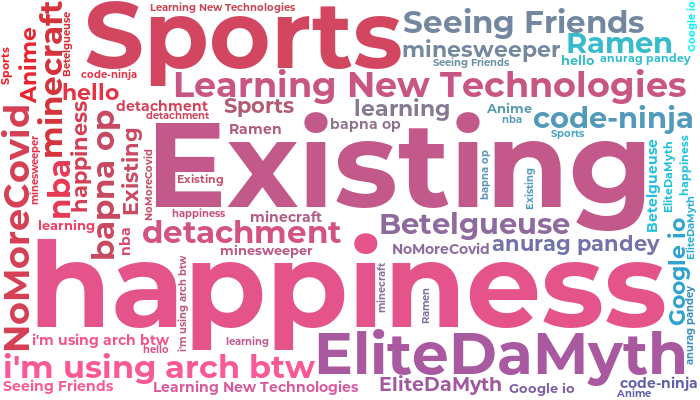 Learning New Technologies
Sports
Seeing Friends
Google io
Sports
Anime
minecraft
Betelgueuse
minesweeper
Ramen
code-ninja
Seeing Friends
hello
anurag pandey
Learning New Technologies
hello
detachment
Sports
learning
Anime
code-ninja
detachment
nba
NoMoreCovid
minesweeper
nba
happiness
bapna op
Existing
Ramen
bapna op
Sports
Existing
NoMoreCovid
Existing
bapna op
Existing
Betelgueuse
EliteDaMyth
happiness
happiness
minecraft
Betelgueuse
learning
nba
detachment
minesweeper
NoMoreCovid
anurag pandey
Google io
EliteDaMyth
happiness
i'm using arch btw
minecraft
Ramen
anurag pandey
i'm using arch btw
hello
learning
EliteDaMyth
i'm using arch btw
Seeing Friends
Learning New Technologies
EliteDaMyth
Google io
code-ninja
Anime